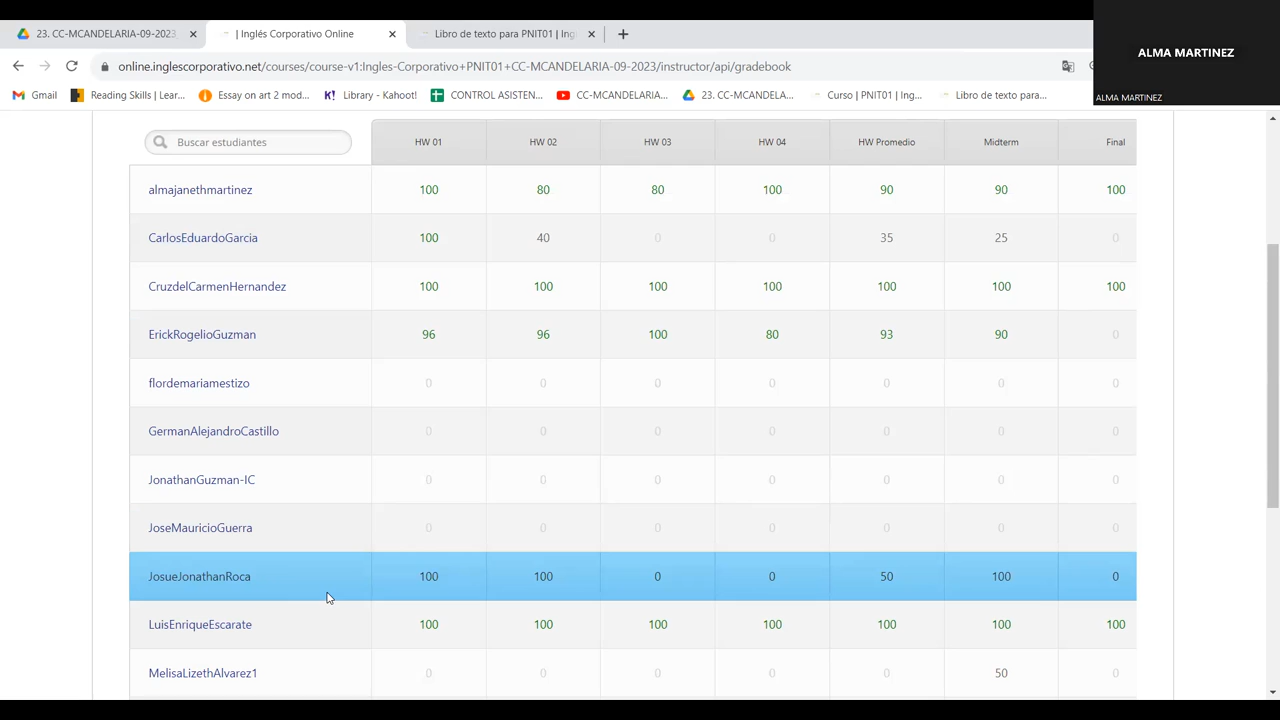 23. CC-MCANDELARIA-09-2023,
| Inglés Corporativo Online
Libro de texto para PNIT01 | Ing
ALMA MARTINEZ
ALMA MARTINEZ
online.inglescorporativo.net/courses/course-v1:Ingles-Corporativo+PNIT01+CC-MCANDELARIA-09-2023/instructor/api/gradebook
Gmail Reading Skills | Lear... Essay on art 2 mod... Library - Kahoot! CONTROL ASISTEN... CC-MCANDELARIA... 23. CC-MCANDELA... Curso | PNIT01 | Ing... Libro de texto para...
Buscar estudiantes HW 01 HW 02 HW 03 HW 04 HW Promedio Midterm Final
almajanethmartinez 100 80 80 100 90 90 100
CarlosEduardoGarcia 100 40 0 0 35 25 0
CruzdelCarmenHernandez 100 100 100 100 100 100 100
ErickRogelioGuzman 96 96 100 80 93 90 0
flordemariamestizo 0 0 0 0 0 0 0
GermanAlejandroCastillo 0 0 0 0 0 0 0
JonathanGuzman-IC 0 0 0 0 0 0 0
JoseMauricioGuerra 0 0 0 0 0 0 0
JosueJonathanRoca 100 100 0 0 50 100 0
LuisEnriqueEscarate 100 100 100 100 100 100 100
MelisaLizethAlvarez1 0 0 0 0 0 50 0